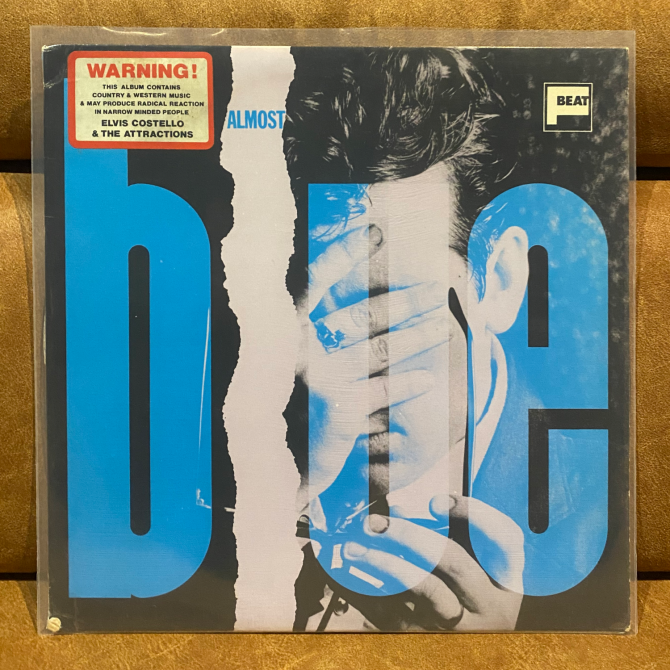 WARNING!
THIS ALBUM CONTAINS
COUNTRY & WESTERN MUSIC
& MAY PRODUCE RADICAL REACTION
IN NARROW MINDED PEOPLE
ELVIS COSTELLO
& THE ATTRACTIONS
ALMOST
F BEAT
blue